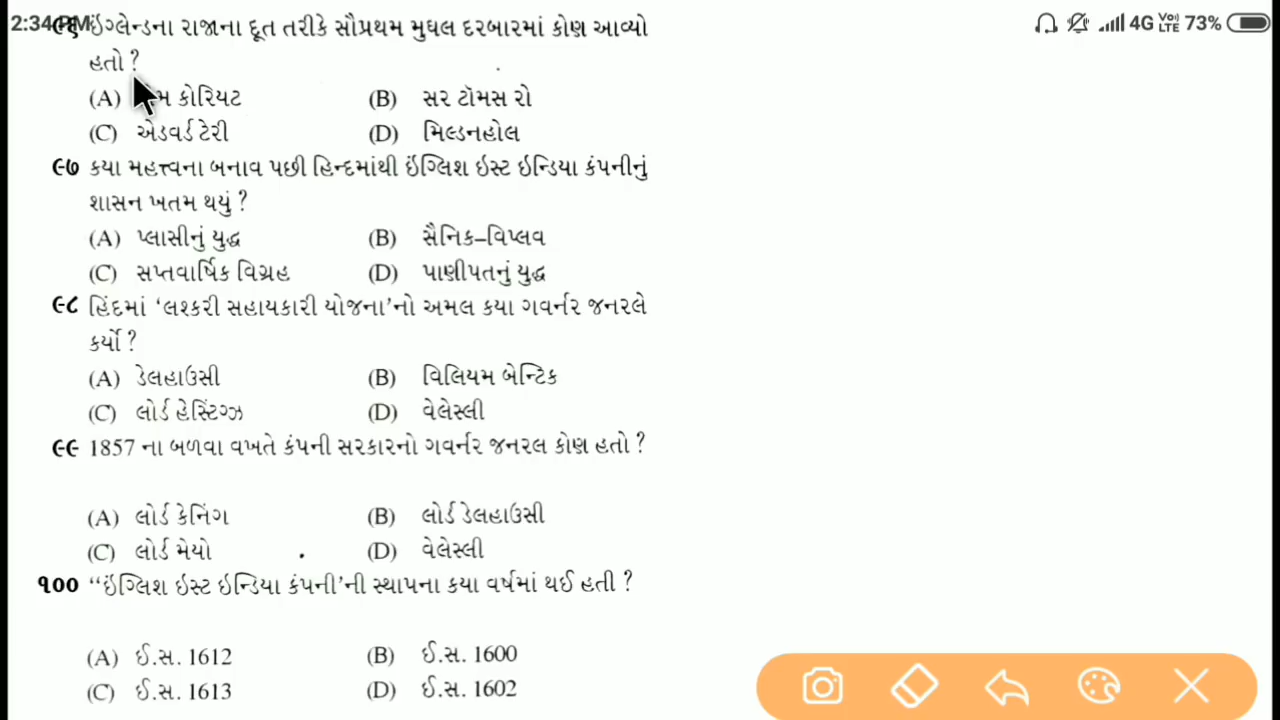 2:34 PM ૯૬ ઇંગ્લેન્ડના રાજાના દૂત તરીકે સૌપ્રથમ મુઘલ દરબારમાં કોણ આવ્યો 4G VoLTE 73%
હતો ?
(A) કોરિયટ (B) સર ટૉમસ રો
(C) એડવર્ડ ટેરી (D) મિલ્ડનહોલ
૯૭ કયા મહત્ત્વના બનાવ પછી હિન્દમાંથી ઇંગ્લિશ ઇસ્ટ ઇન્ડિયા કંપનીનું
શાસન ખતમ થયું ?
(A) પ્લાસીનું યુદ્ધ (B) સૈનિક–વિપ્લવ
(C) સપ્તવાર્ષિક વિગ્રહ (D) પાણીપતનું યુદ્ધ
૯૮ હિંદમાં ‘લશ્કરી સહાયકારી યોજના’નો અમલ કયા ગવર્નર જનરલે
કર્યો ?
(A) ડેલહાઉસી (B) વિલિયમ બેન્ટિક
(C) લોર્ડ હેસ્ટિંગ્ઝ (D) વેલેસ્લી
૯૯ 1857 ના બળવા વખતે કંપની સરકારનો ગવર્નર જનરલ કોણ હતો ?
(A) લોર્ડ કેનિંગ (B) લોર્ડ ડેલહાઉસી
(C) લોર્ડ મેયો (D) વેલેસ્લી
૧૦૦ “ઇંગ્લિશ ઇસ્ટ ઇન્ડિયા કંપની’ની સ્થાપના કયા વર્ષમાં થઈ હતી ?
(A) ઈ.સ. 1612 (B) ઈ.સ. 1600
(C) ઈ.સ. 1613 (D) ઈ.સ. 1602